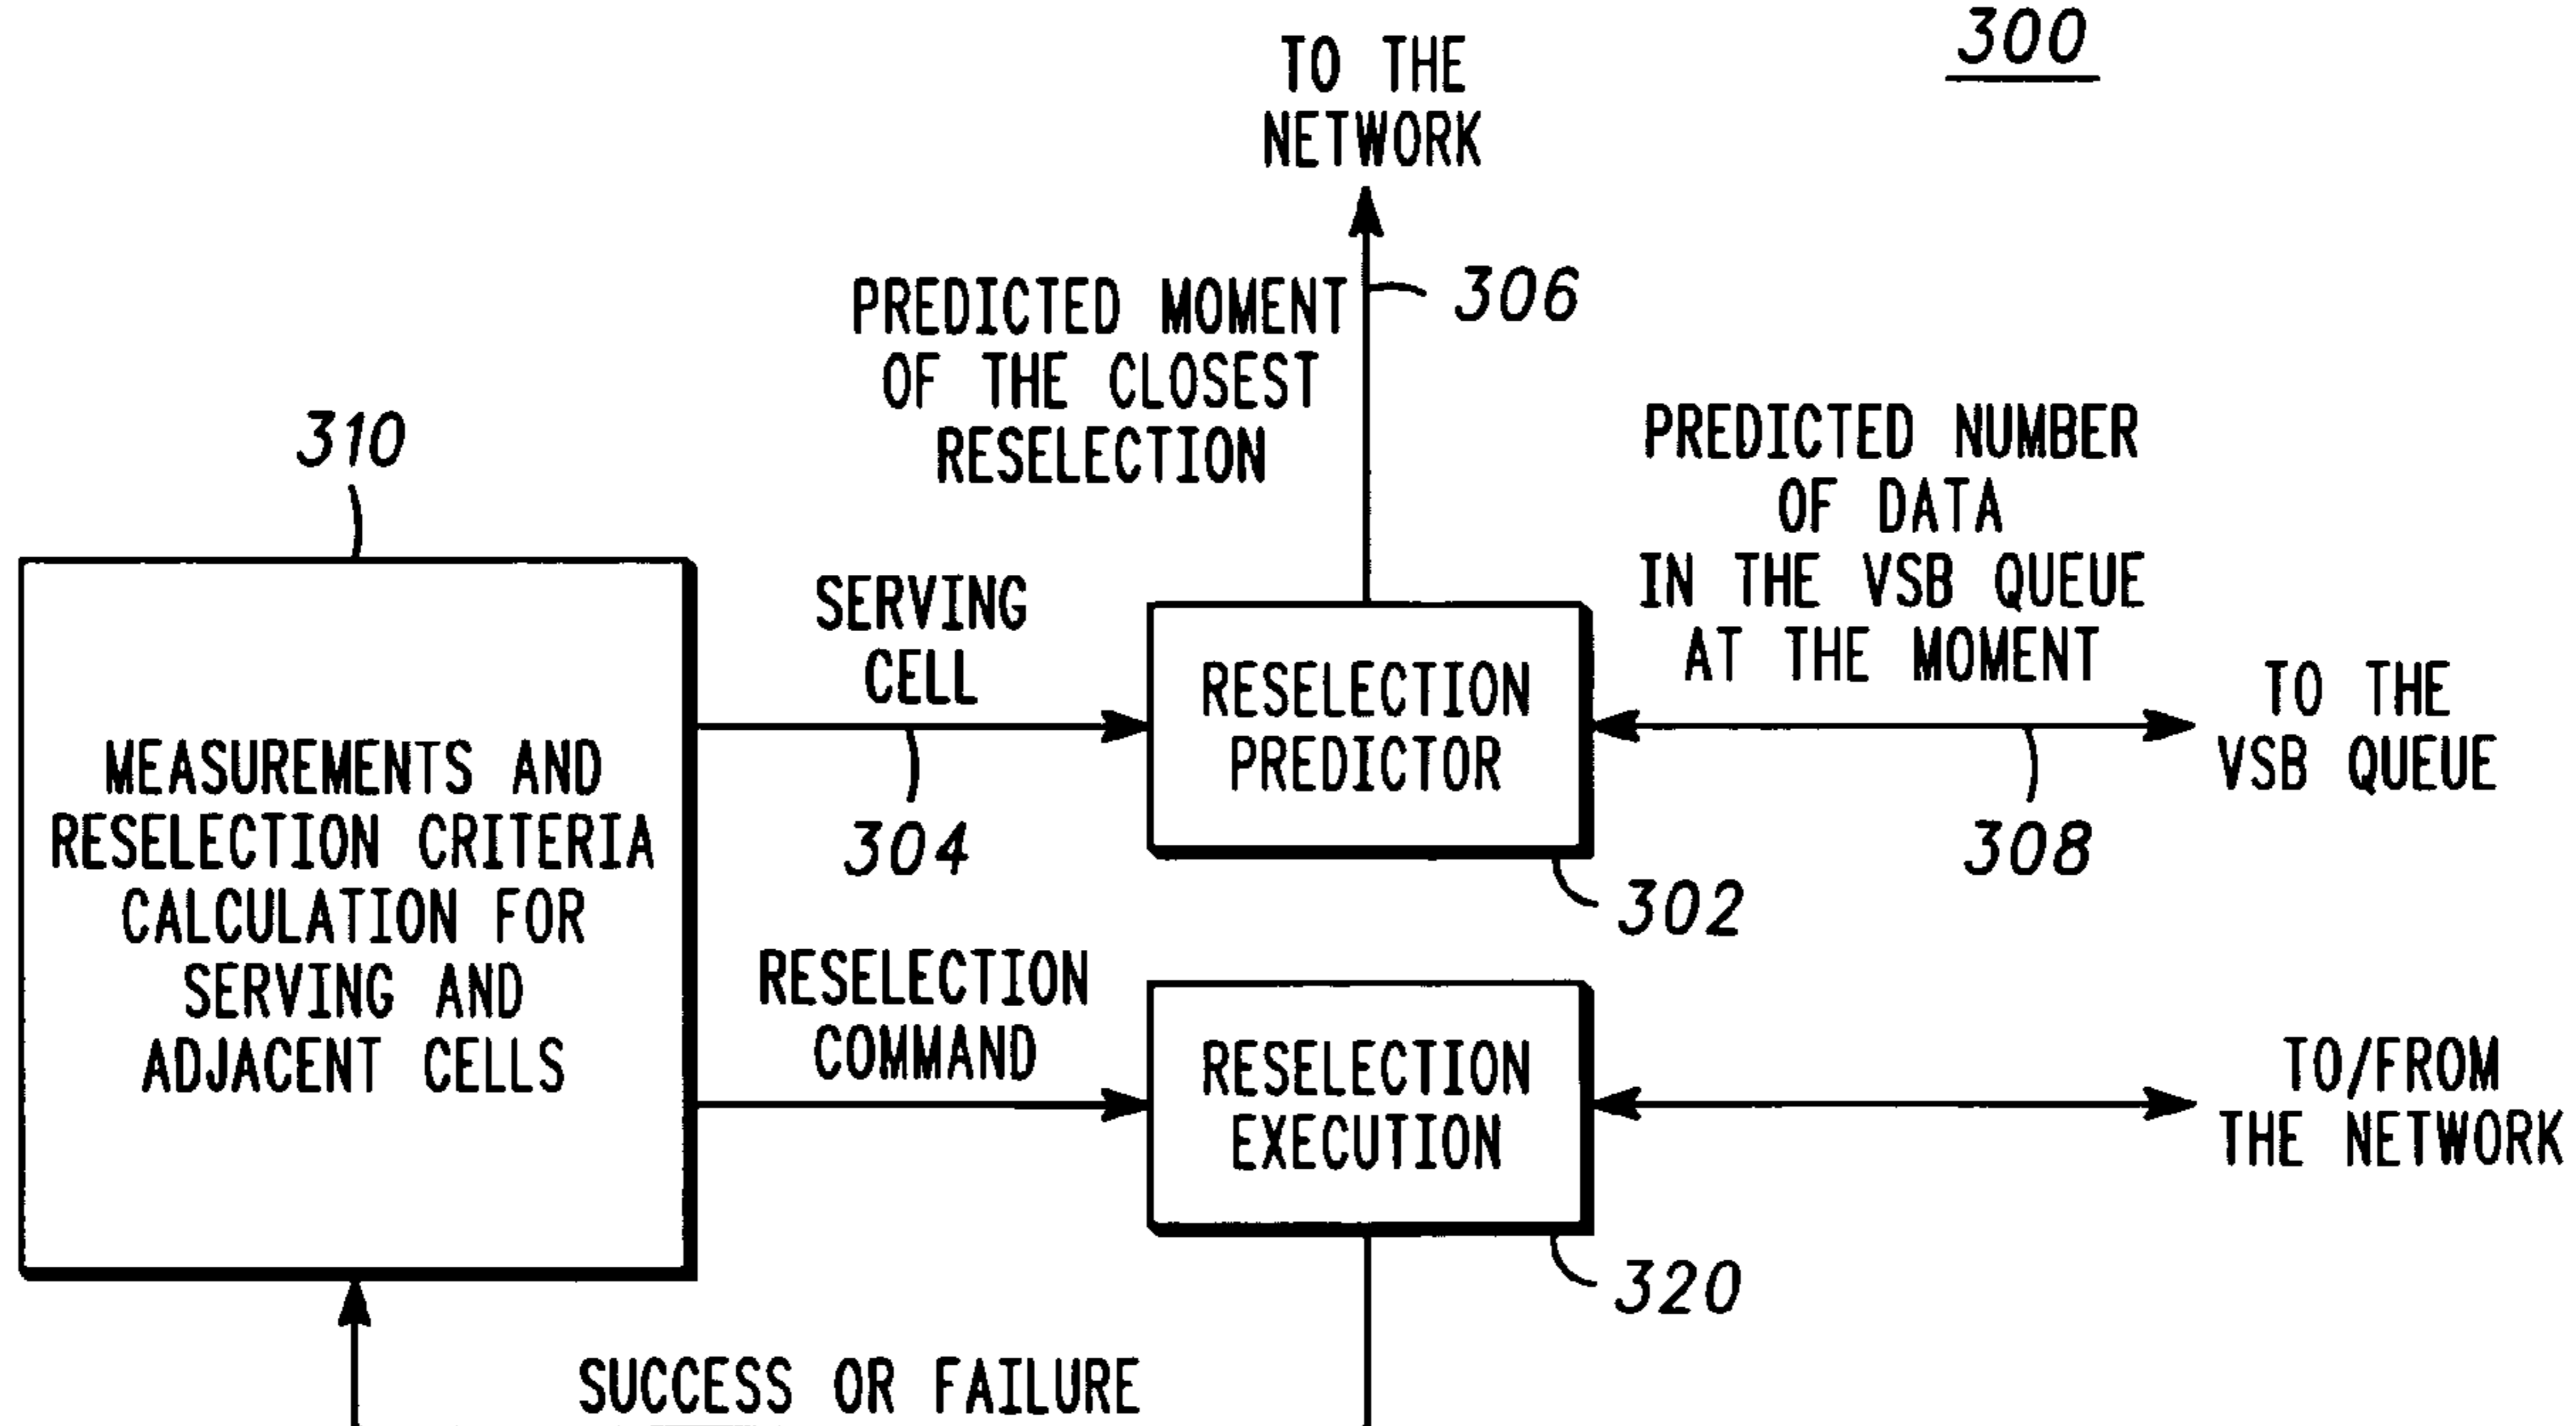 300
TO THE
NETWORK
306
PREDICTED MOMENT
OF THE CLOSEST
RESELECTION
310
PREDICTED NUMBER
OF DATA
IN THE VSB QUEUE
AT THE MOMENT
SERVING
CELL
304
RESELECTION
PREDICTOR
302
308
TO THE
VSB QUEUE
MEASUREMENTS AND
RESELECTION CRITERIA
CALCULATION FOR
SERVING AND
ADJACENT CELLS
RESELECTION
COMMAND
RESELECTION
EXECUTION
320
TO/FROM
THE NETWORK
SUCCESS OR FAILURE